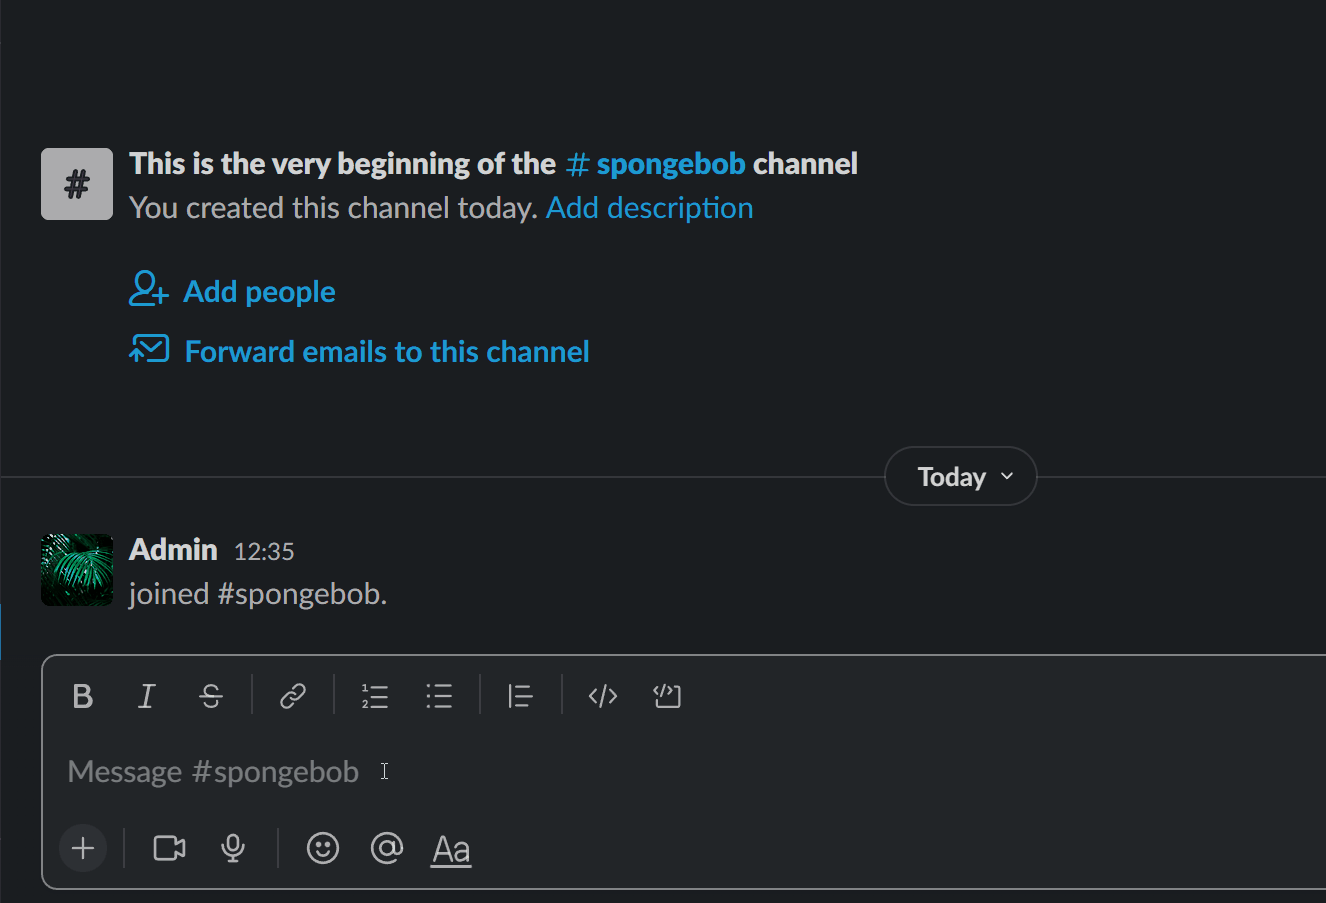 This is the very beginning of the # spongebob channel
You created this channel today. Add description
Add people
Forward emails to this channel
Today
Admin 12:35
joined #spongebob.
Message #spongebob
Aa